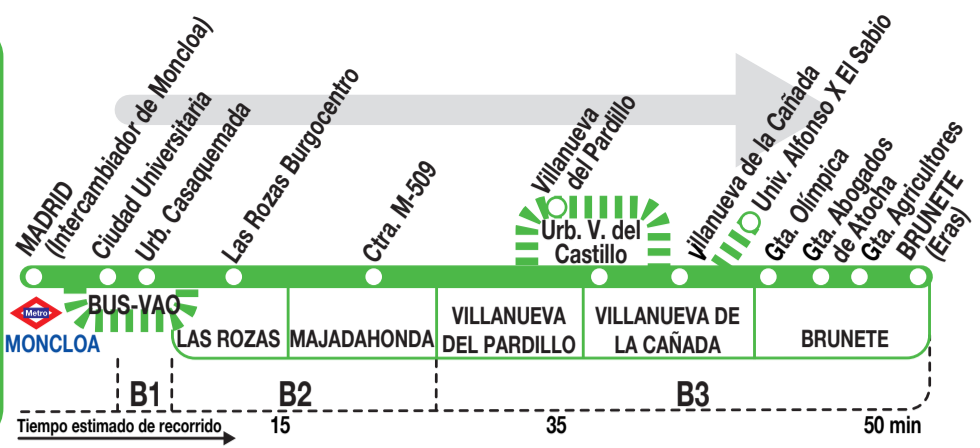 MADRID
(Intercambiador de Moncloa)
Ciudad Universitaria
Urb. Casaquemada
Las Rozas Burgocentro
Ctra. M-509
Villanueva
del Pardillo
Urb. V. del
Castillo
Villanueva de la Cañada
Univ. Alfonso X El Sabio
Gta. Olímpica
Gta. Abogados
de Atocha
Gta. Agricultores
BRUNETE
(Eras)
Metro
MONCLOA
BUS-VAO
LAS ROZAS
MAJADAHONDA
VILLANUEVA
DEL PARDILLO
VILLANUEVA DE
LA CAÑADA
BRUNETE
B1
B2
B3
Tiempo estimado de recorrido
15
35
50 min